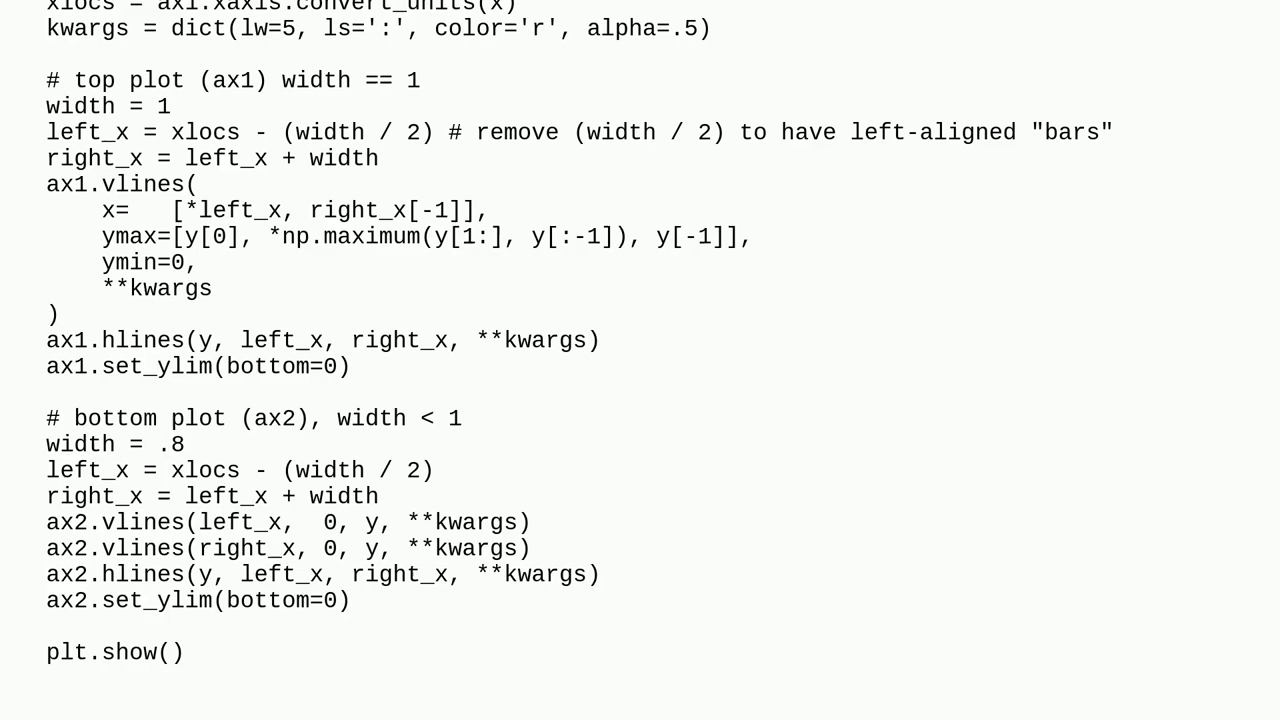 xlocs = ax1.xaxis.convert_units(x)
kwargs = dict(lw=5, ls=':', color='r', alpha=.5)

# top plot (ax1) width == 1
width = 1
left_x = xlocs - (width / 2) # remove (width / 2) to have left-aligned "bars"
right_x = left_x + width
ax1.vlines(
    x=   [*left_x, right_x[-1]],
    ymax=[y[0], *np.maximum(y[1:], y[:-1]), y[-1]],
    ymin=0,
    **kwargs
)
ax1.hlines(y, left_x, right_x, **kwargs)
ax1.set_ylim(bottom=0)

# bottom plot (ax2), width < 1
width = .8
left_x = xlocs - (width / 2)
right_x = left_x + width
ax2.vlines(left_x,  0, y, **kwargs)
ax2.vlines(right_x, 0, y, **kwargs)
ax2.hlines(y, left_x, right_x, **kwargs)
ax2.set_ylim(bottom=0)

plt.show()